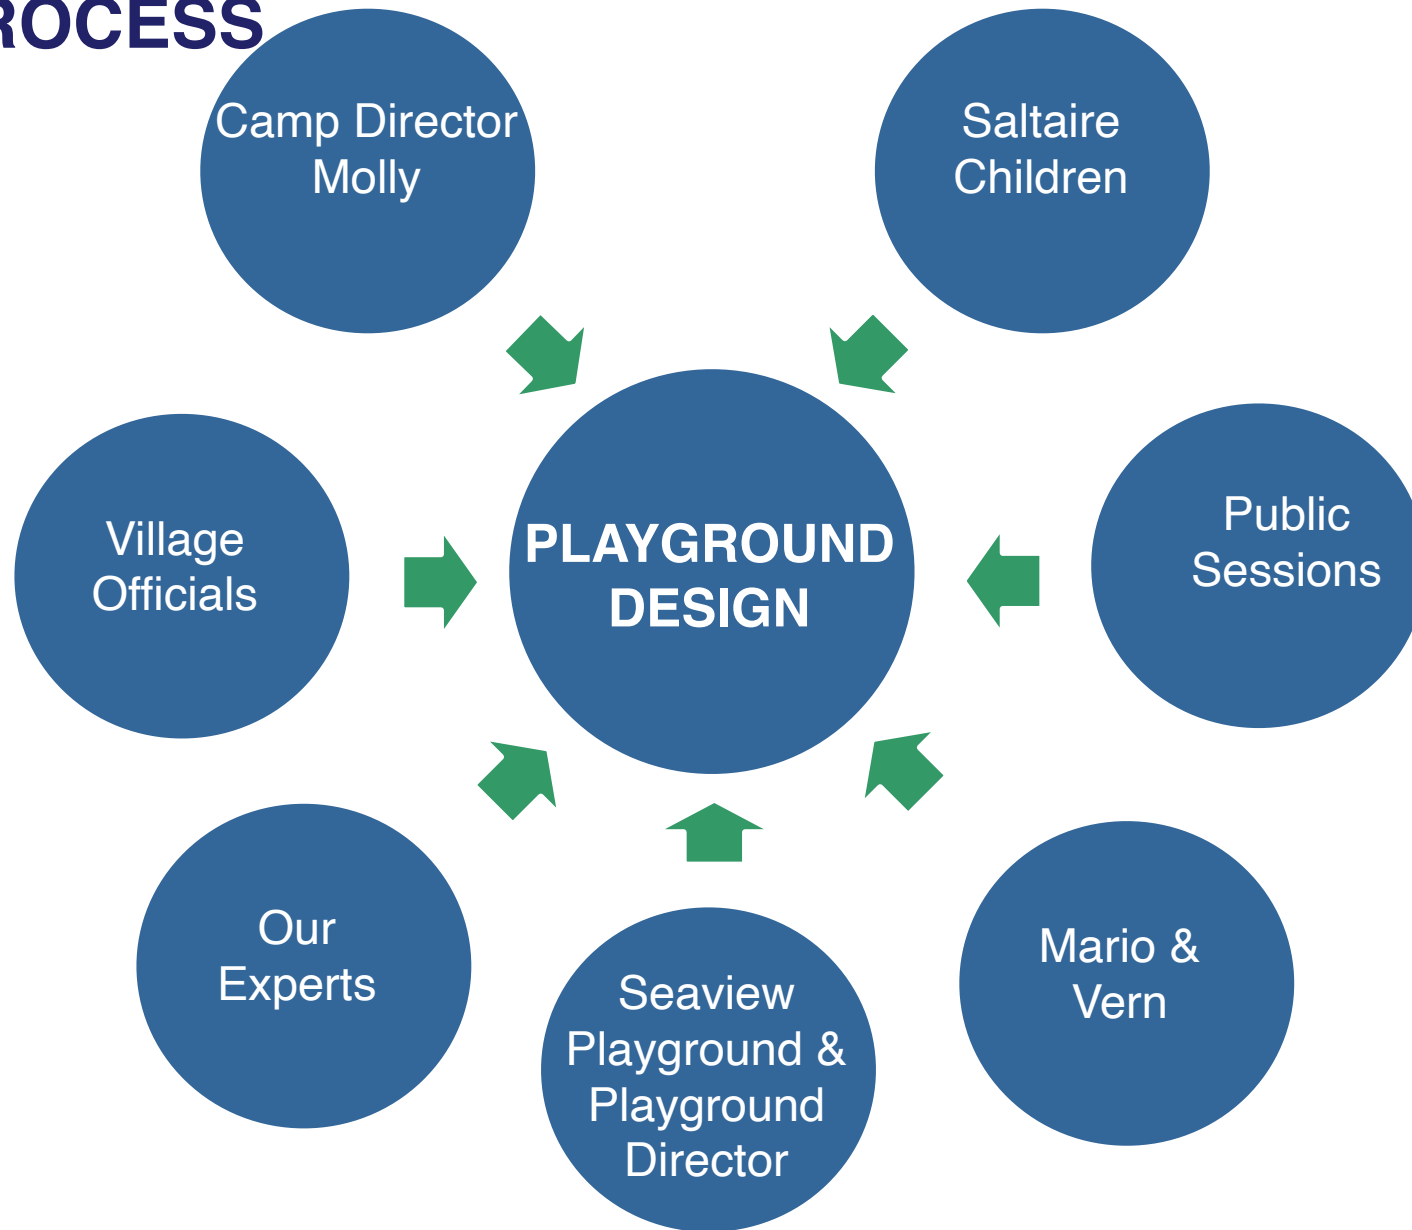 ROCESS
Camp Director
Molly
Saltaire
Children
Village
Officials
PLAYGROUND
DESIGN
Public
Sessions
Our
Experts
Seaview
Playground &
Playground
Director
Mario &
Vern